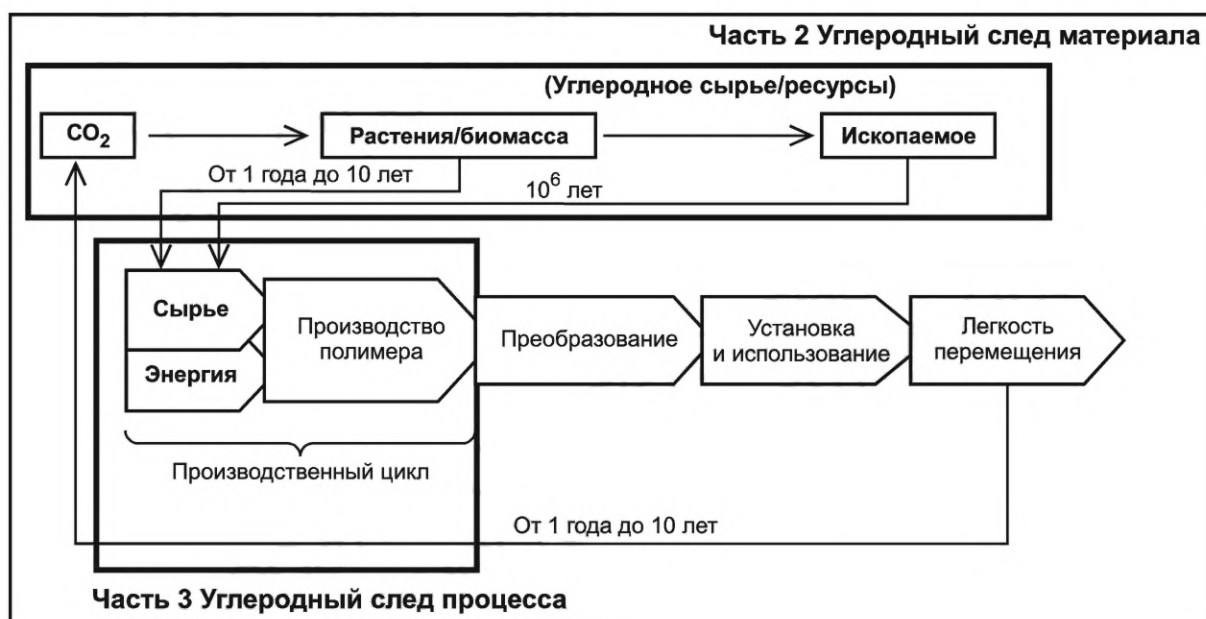 Часть 2 Углеродный след материала
(Углеродное сырье/ресурсы)
CO₂
Растения/биомасса
Ископаемое
От 1 года до 10 лет
10⁶ лет
Сырье
Энергия
Производство
полимера
Преобразование
Установка
и использование
Легкость
перемещения
Производственный цикл
От 1 года до 10 лет
Часть 3 Углеродный след процесса